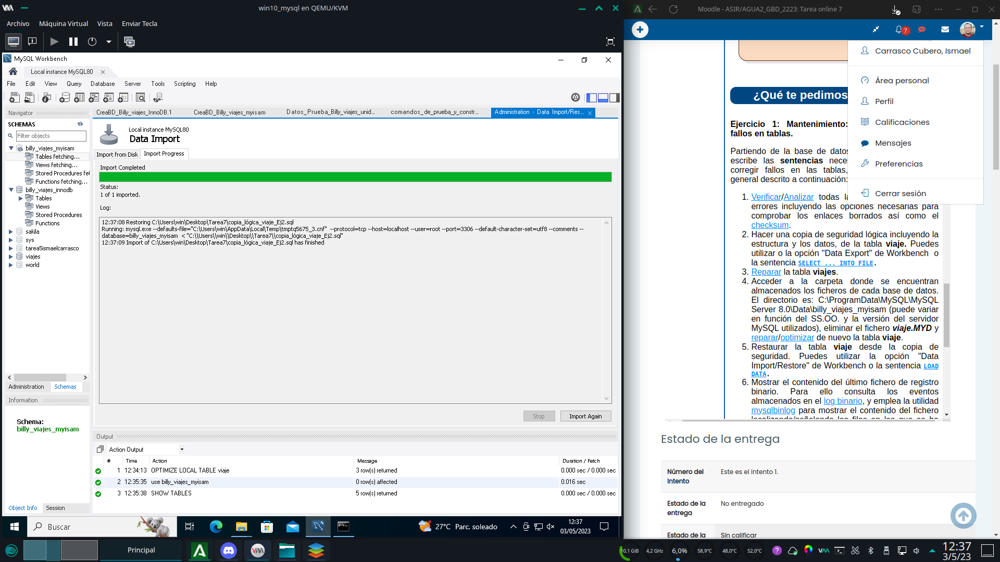 win10_mysql en QEMU/KVM
Archivo Máquina Virtual Vista Enviar Tecla
MySQL Workbench
Local instance MySQL80
File Edit View Query Database Server Tools Scripting Help
Navigator
SCHEMAS
Filter objects
billy_viajes_myisam
Tables fetching...
Views fetching...
Stored Procedures fet
Functions fetching...
billy_viajes_innodb
Tables
Views
Stored Procedures
Functions
sakila
sys
tarea5ismaelcarrasco
viajes
world
Administration Schemas
Information
Schema:
billy_viajes_myisam
Object Info Session
CreaBD_Billy_viajes_InnoDB.1 CreaBD_Billy_viajes_myisam Datos_Prueba_Billy_viajes_unid... comandos_de_prueba_y_constr... Administration - Data Import/Res...
Local instance MySQL80
Data Import
Import from Disk Import Progress
Import Completed
Status:
1 of 1 imported.
Log:
12:37:08 Restoring C:\Users\win\Desktop\Tarea7\copia_lógica_viaje_Ej2.sql
Running: mysql.exe --defaults-file="C:\Users\win\AppData\Local\Temp\tmptq5675_3.cnf" --protocol=tcp --host=localhost --user=root --port=3306 --default-character-set=utf8 --comments --
database=billy_viajes_myisam < "C:\\Users\\win\\Desktop\\Tarea7\\copia_lógica_viaje_Ej2.sql"
12:37:09 Import of C:\Users\win\Desktop\Tarea7\copia_lógica_viaje_Ej2.sql has finished
Stop Import Again
Output
Action Output
# Time Action Message Duration / Fetch
1 12:34:13 OPTIMIZE LOCAL TABLE viaje 3 row(s) returned 0.000 sec / 0.000 sec
2 12:35:35 use billy_viajes_myisam 0 row(s) affected 0.016 sec
3 12:35:38 SHOW TABLES 5 row(s) returned 0.000 sec / 0.000 sec
Buscar
27°C Parc. soleado
12:37
03/05/2023
Moodle - ASIR/AGUA2_GBD_2223: Tarea online 7
7
Carrasco Cubero, Ismael
Área personal
Perfil
Calificaciones
Mensajes
Preferencias
Cerrar sesión
¿Qué te pedimos
Ejercicio 1: Mantenimiento:
fallos en tablas.
Partiendo de la base de datos
escribe las sentencias nece
corregir fallos en las tablas,
general descrito a continuación:
1. Verificar/Analizar todas la
errores incluyendo las opciones necesarias para
comprobar los enlaces borrados así como el
checksum.
2. Hacer una copia de seguridad lógica incluyendo la
estructura y los datos, de la tabla viaje. Puedes
utilizar o la opción "Data Export" de Workbench o
la sentencia SELECT ... INTO FILE.
3. Reparar la tabla viajes.
4. Acceder a la carpeta donde se encuentran
almacenados los ficheros de cada base de datos.
El directorio es: C:\ProgramData\MySQL\MySQL
Server 8.0\Data\billy_viajes_myisam (puede variar
en función del SS.OO. y la versión del servidor
MySQL utilizados), eliminar el fichero viaje.MYD y
reparar/optimizar de nuevo la tabla viaje.
5. Restaurar la tabla viaje desde la copia de
seguridad. Puedes utilizar la opción "Data
Import/Restore" de Workbench o la sentencia LOAD
DATA.
6. Mostrar el contenido del último fichero de registro
binario. Para ello consulta los eventos
almacenados en el log binario, y emplea la utilidad
mysqlbinlog para mostrar el contenido del fichero
Estado de la entrega
Número del
intento
Este es el intento 1.
Estado de la
entrega
No entregado
Estado de la
Sin calificar
Principal
10,1 GiB 4,2 GHz 6,0% 58,9°C 48,0°C 52,0°C
12:37
3/5/23